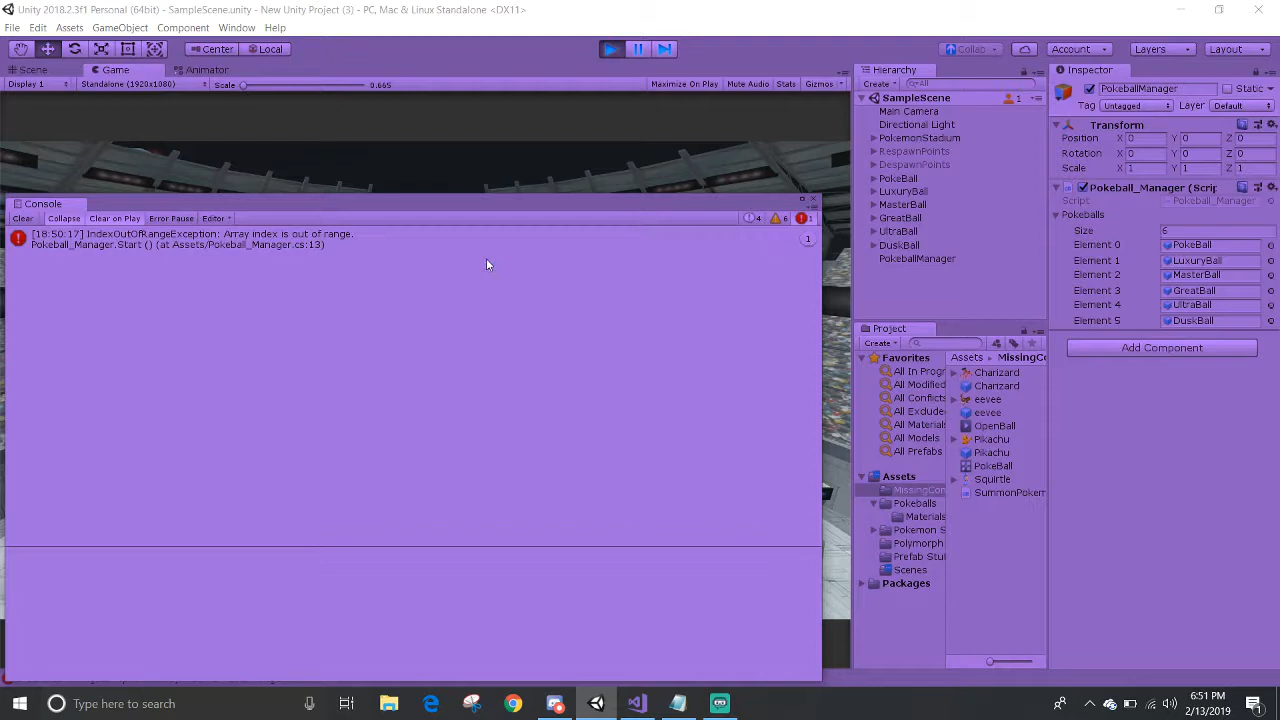 Unity 2018.2.3f1 Personal (64bit) - SampleScene.unity - New Unity Project (3) - PC, Mac & Linux Standalone <DX11>
File Edit Assets GameObject Component Window Help
Center Local Collab Account Layers Layout
Scene Game Animator
Display 1 Standalone (1920x1080) Scale 0.665 Maximize On Play Mute Audio Stats Gizmos
Console
Clear Collapse Clear on Play Error Pause Editor 4 6 1
[18:50:17] IndexOutOfRangeException: Array index is out of range.
Pokeball_Manager.Start () (at Assets/Pokeball_Manager.cs:13)
1
Hierarchy
Create All
SampleScene 1
Main Camera
Directional Light
PokemonStadium
RespawnPoints
DespawnPoints
PokeBall
LuxuryBall
MasterBall
GreatBall
UltraBall
DuskBall
PokeballManager
Project
Create
Favorites
All In Progr
All Modified
All Conflicts
All Exclude
All Materials
All Models
All Prefabs
Assets
MissingCon
Pokeballs
Materials
Pokemon S
Polymorph
Prefab Stu
Scenes
Packages
Assets MissingCo
Charizard
Charizard
eevee
eevee
OpenBall
Pikachu
Pikachu
PokeBall
Squirtle
SummonPokem
Inspector
PokeballManager Static
Tag Untagged Layer Default
Transform
Position X 0 Y 0 Z 0
Rotation X 0 Y 0 Z 0
Scale X 1 Y 1 Z 1
Pokeball_Manager (Scrip
Script Pokeball_Manager
Pokeballs
Size 6
Element 0 PokeBall
Element 1 LuxuryBall
Element 2 MasterBall
Element 3 GreatBall
Element 4 UltraBall
Element 5 DuskBall
Add Component
Type here to search
6:51 PM
2/13/2019